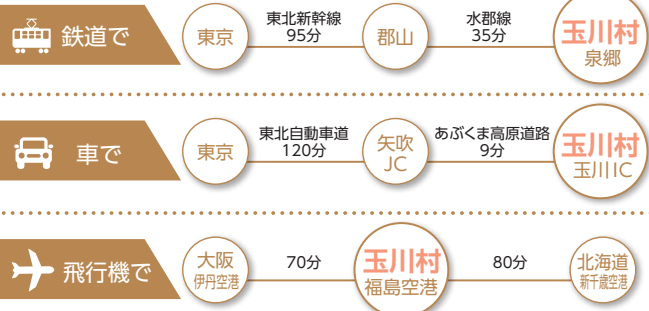 鉄道で
東京
東北新幹線
95分
郡山
水郡線
35分
玉川村
泉郷
車で
東京
東北自動車道
120分
矢吹
JC
あぶくま高原道路
9分
玉川村
玉川IC
飛行機で
大阪
伊丹空港
70分
玉川村
福島空港
80分
北海道
新千歳空港